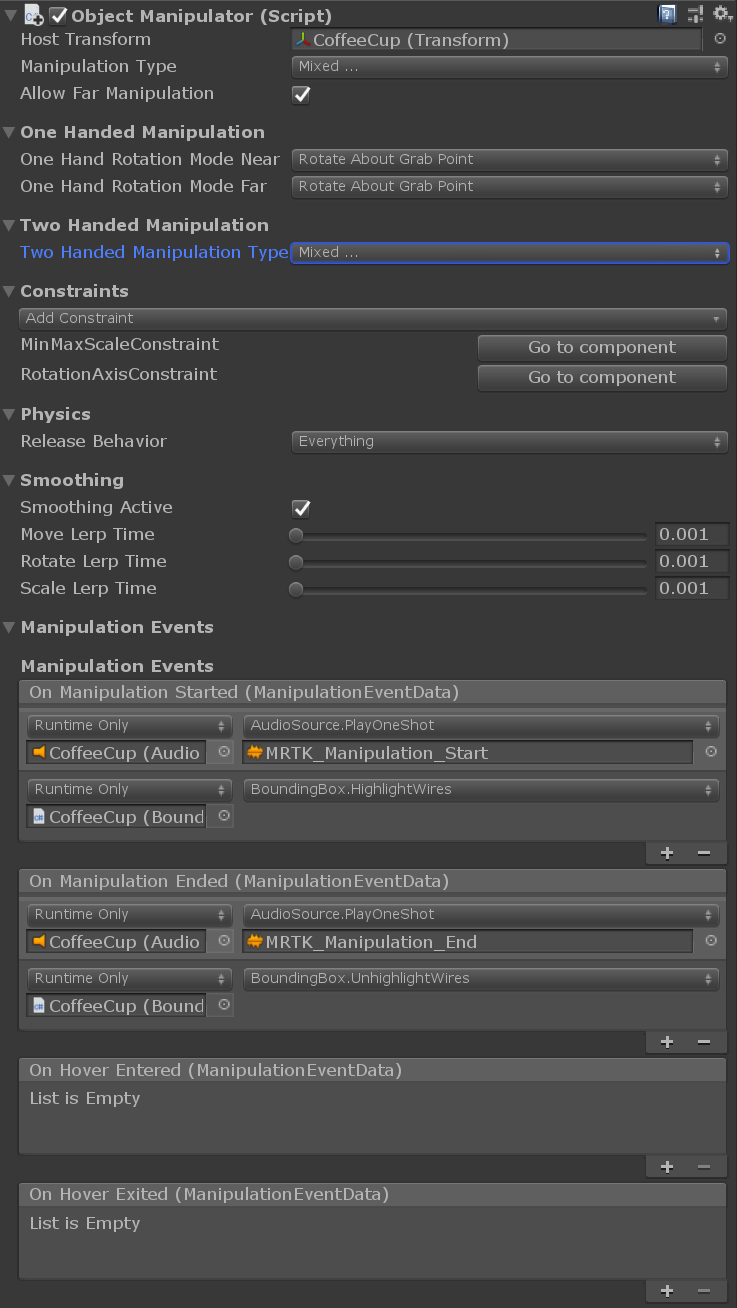 Object Manipulator (Script)
Host Transform CoffeeCup (Transform)
Manipulation Type Mixed ...
Allow Far Manipulation
One Handed Manipulation
One Hand Rotation Mode Near Rotate About Grab Point
One Hand Rotation Mode Far Rotate About Grab Point
Two Handed Manipulation
Two Handed Manipulation Type Mixed ...
Constraints
Add Constraint
MinMaxScaleConstraint Go to component
RotationAxisConstraint Go to component
Physics
Release Behavior Everything
Smoothing
Smoothing Active
Move Lerp Time 0.001
Rotate Lerp Time 0.001
Scale Lerp Time 0.001
Manipulation Events
Manipulation Events
On Manipulation Started (ManipulationEventData)
Runtime Only AudioSource.PlayOneShot
CoffeeCup (Audio MRTK_Manipulation_Start
Runtime Only BoundingBox.HighlightWires
CoffeeCup (Bound
+ −
On Manipulation Ended (ManipulationEventData)
Runtime Only AudioSource.PlayOneShot
CoffeeCup (Audio MRTK_Manipulation_End
Runtime Only BoundingBox.UnhighlightWires
CoffeeCup (Bound
+ −
On Hover Entered (ManipulationEventData)
List is Empty
+ −
On Hover Exited (ManipulationEventData)
List is Empty
+ −